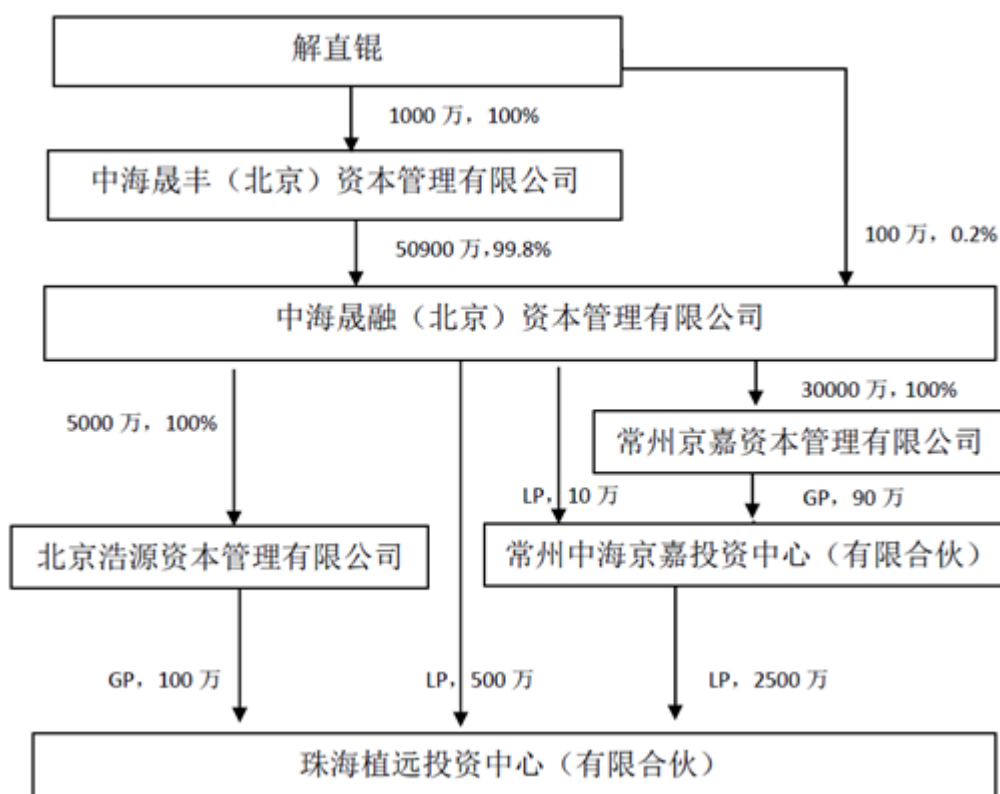 解直锟
1000 万，100%
中海晟丰（北京）资本管理有限公司
50900 万，99.8%
100 万，0.2%
中海晟融（北京）资本管理有限公司
5000 万，100%
30000 万，100%
常州京嘉资本管理有限公司
LP，10 万
GP，90 万
北京浩源资本管理有限公司
常州中海京嘉投资中心（有限合伙）
GP，100 万
LP，500 万
LP，2500 万
珠海植远投资中心（有限合伙）